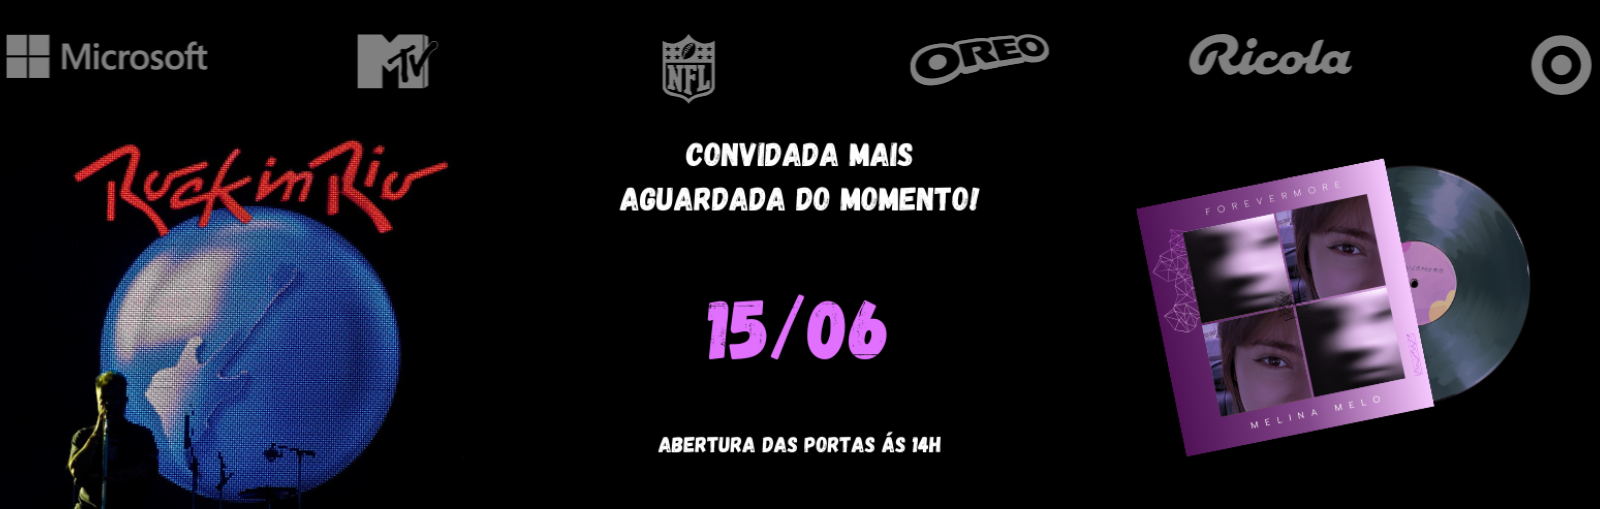 Microsoft
MTV
NFL
OREO
Ricola
Rock in Rio
CONVIDADA MAIS
AGUARDADA DO MOMENTO!
15/06
ABERTURA DAS PORTAS ÁS 14H
FOREVERMORE
MELINA MELO